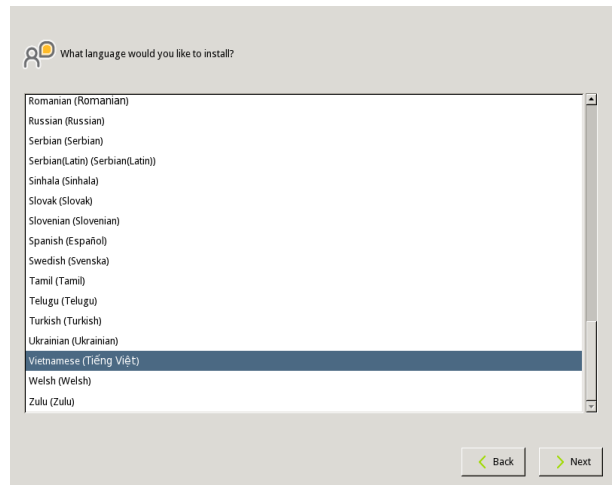 What language would you like to install?
Romanian (Romanian)
Russian (Russian)
Serbian (Serbian)
Serbian(Latin) (Serbian(Latin))
Sinhala (Sinhala)
Slovak (Slovak)
Slovenian (Slovenian)
Spanish (Español)
Swedish (Svenska)
Tamil (Tamil)
Telugu (Telugu)
Turkish (Turkish)
Ukrainian (Ukrainian)
Vietnamese (Tiếng Việt)
Welsh (Welsh)
Zulu (Zulu)
Back Next